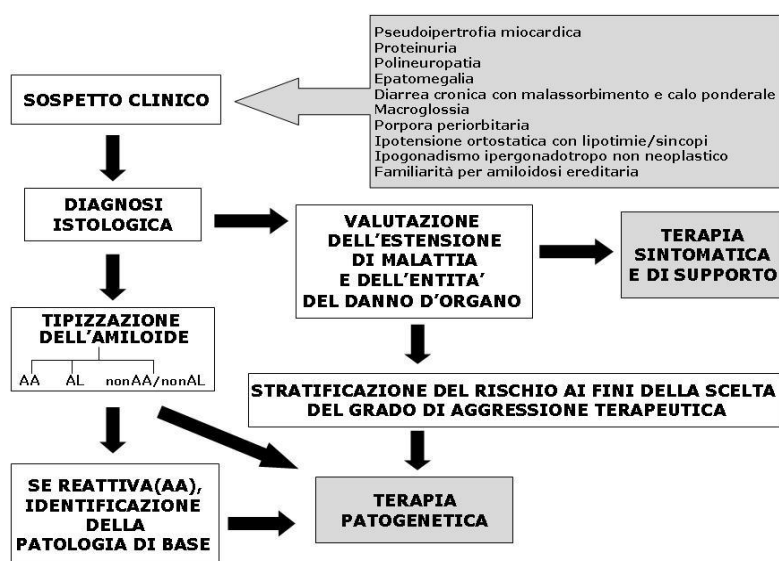 Pseudoipertrofia miocardica
Proteinuria
Polineuropatia
Epatomegalia
Diarrea cronica con malassorbimento e calo ponderale
Macroglossia
Porpora periorbitaria
Ipotensione ortostatica con lipotimie/sincopi
Ipogonadismo ipergonadotropo non neoplastico
Familiarità per amiloidosi ereditaria
SOSPETTO CLINICO
DIAGNOSI
ISTOLOGICA
VALUTAZIONE
DELL'ESTENSIONE
DI MALATTIA
E DELL'ENTITA'
DEL DANNO D'ORGANO
TERAPIA
SINTOMATICA
E DI SUPPORTO
TIPIZZAZIONE
DELL'AMILOIDE
AA AL nonAA/nonAL
STRATIFICAZIONE DEL RISCHIO AI FINI DELLA SCELTA
DEL GRADO DI AGGRESSIONE TERAPEUTICA
SE REATTIVA(AA),
IDENTIFICAZIONE
DELLA
PATOLOGIA DI BASE
TERAPIA
PATOGENETICA